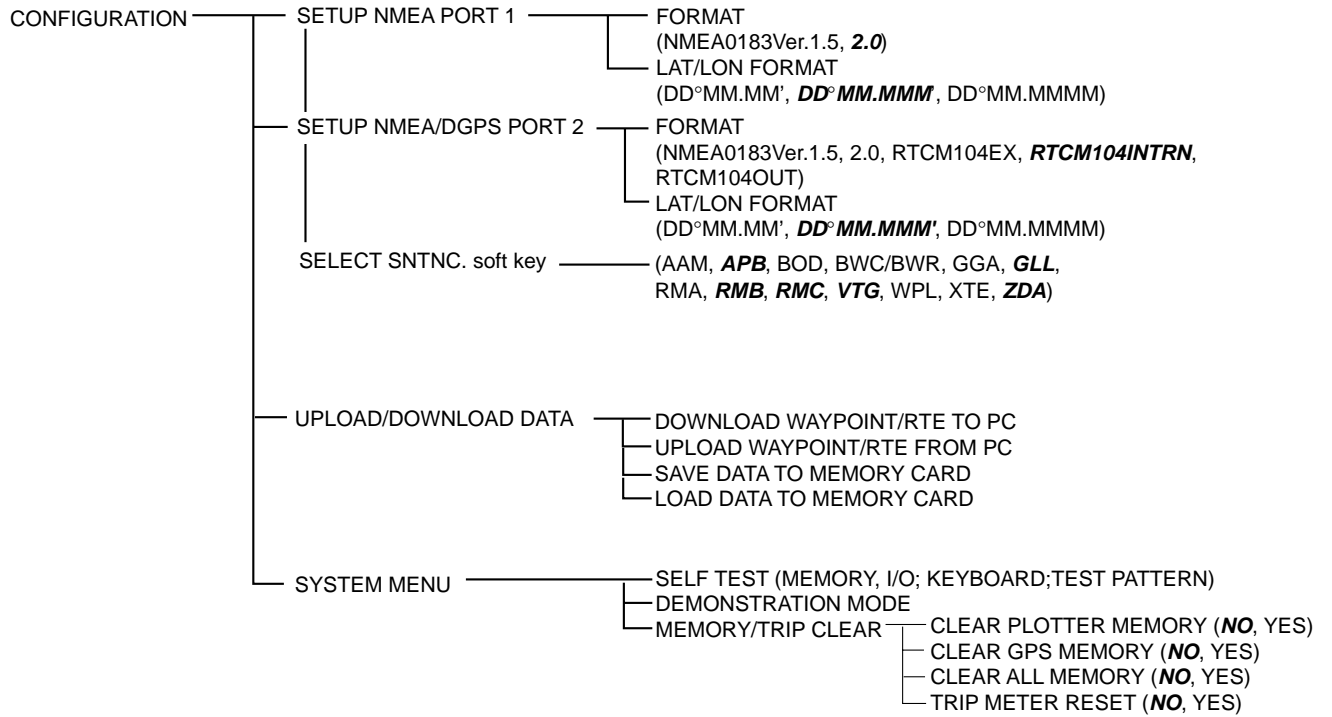 CONFIGURATION
SETUP NMEA PORT 1
FORMAT
(NMEA0183Ver.1.5, 2.0)
LAT/LON FORMAT
(DD°MM.MM', DD°MM.MMM', DD°MM.MMMM)
SETUP NMEA/DGPS PORT 2
FORMAT
(NMEA0183Ver.1.5, 2.0, RTCM104EX, RTCM104INTRN,
RTCM104OUT)
LAT/LON FORMAT
(DD°MM.MM', DD°MM.MMM', DD°MM.MMMM)
SELECT SNTNC. soft key
(AAM, APB, BOD, BWC/BWR, GGA, GLL,
RMA, RMB, RMC, VTG, WPL, XTE, ZDA)
UPLOAD/DOWNLOAD DATA
DOWNLOAD WAYPOINT/RTE TO PC
UPLOAD WAYPOINT/RTE FROM PC
SAVE DATA TO MEMORY CARD
LOAD DATA TO MEMORY CARD
SYSTEM MENU
SELF TEST (MEMORY, I/O; KEYBOARD;TEST PATTERN)
DEMONSTRATION MODE
MEMORY/TRIP CLEAR
CLEAR PLOTTER MEMORY (NO, YES)
CLEAR GPS MEMORY (NO, YES)
CLEAR ALL MEMORY (NO, YES)
TRIP METER RESET (NO, YES)